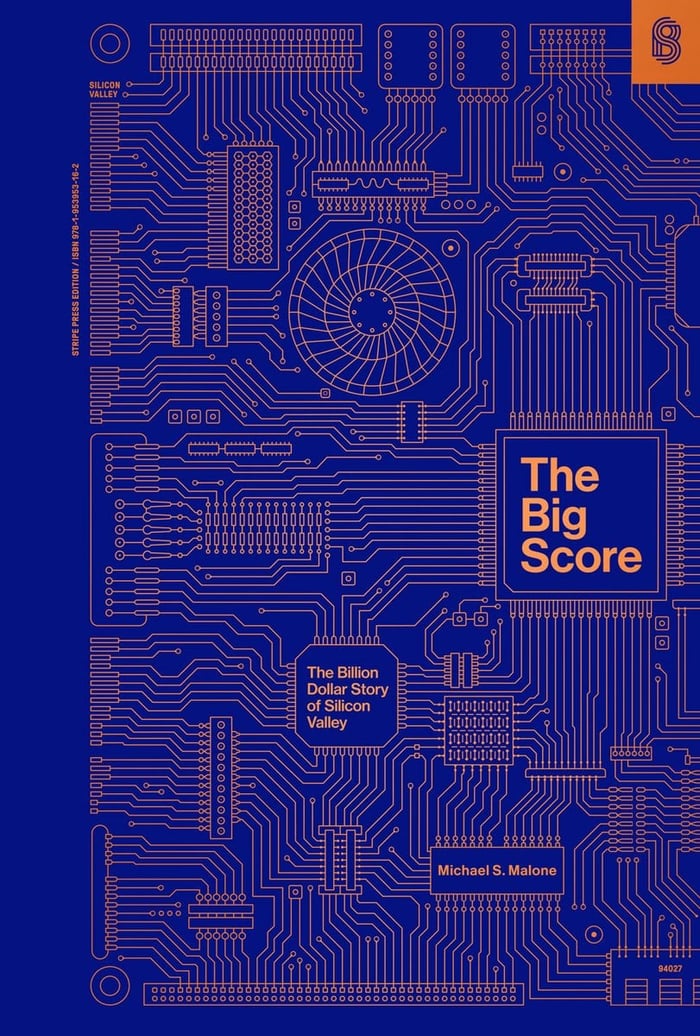 SILICON
VALLEY
STRIPE PRESS EDITION / ISBN 978-1-953953-16-2
The
Big
Score
The Billion
Dollar Story
of Silicon
Valley
Michael S. Malone
94027